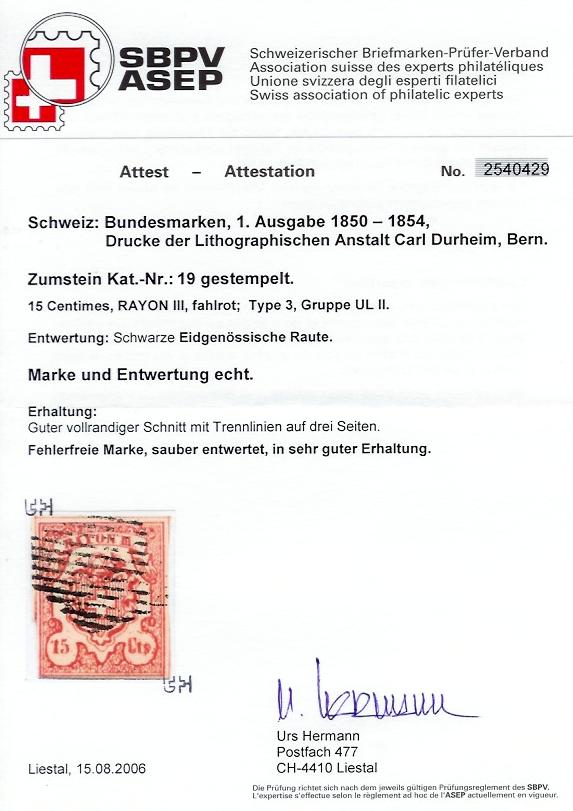 SBPV
ASEP
Schweizerischer Briefmarken-Prüfer-Verband
Association suisse des experts philatéliques
Unione svizzera degli esperti filatelici
Swiss association of philatelic experts
Attest – Attestation No. 2540429
Schweiz: Bundesmarken, 1. Ausgabe 1850 – 1854,
Drucke der Lithographischen Anstalt Carl Durheim, Bern.
Zumstein Kat.-Nr.: 19 gestempelt.
15 Centimes, RAYON III, fahlrot; Type 3, Gruppe UL II.
Entwertung: Schwarze Eidgenössische Raute.
Marke und Entwertung echt.
Erhaltung:
Guter vollrandiger Schnitt mit Trennlinien auf drei Seiten.
Fehlerfreie Marke, sauber entwertet, in sehr guter Erhaltung.
15 Cts.
Urs Hermann
Postfach 477
CH-4410 Liestal
Liestal, 15.08.2006
Die Prüfung richtet sich nach dem jeweils gültigen Prüfungsreglement des SBPV.
L'expertise s'effectue selon le règlement ad hoc de l'ASEP actuellement en vigueur.